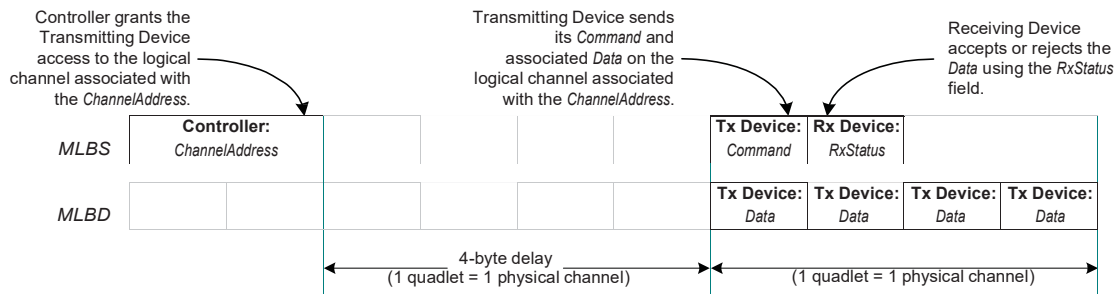 Controller grants the
Transmitting Device
access to the logical
channel associated with
the ChannelAddress.
Transmitting Device sends
its Command and
associated Data on the
logical channel associated
with the ChannelAddress.
Receiving Device
accepts or rejects the
Data using the RxStatus
field.
MLBS
Controller:
ChannelAddress
Tx Device:
Command
Rx Device:
RxStatus
MLBD
Tx Device:
Data
Tx Device:
Data
Tx Device:
Data
Tx Device:
Data
4-byte delay
(1 quadlet = 1 physical channel)
(1 quadlet = 1 physical channel)